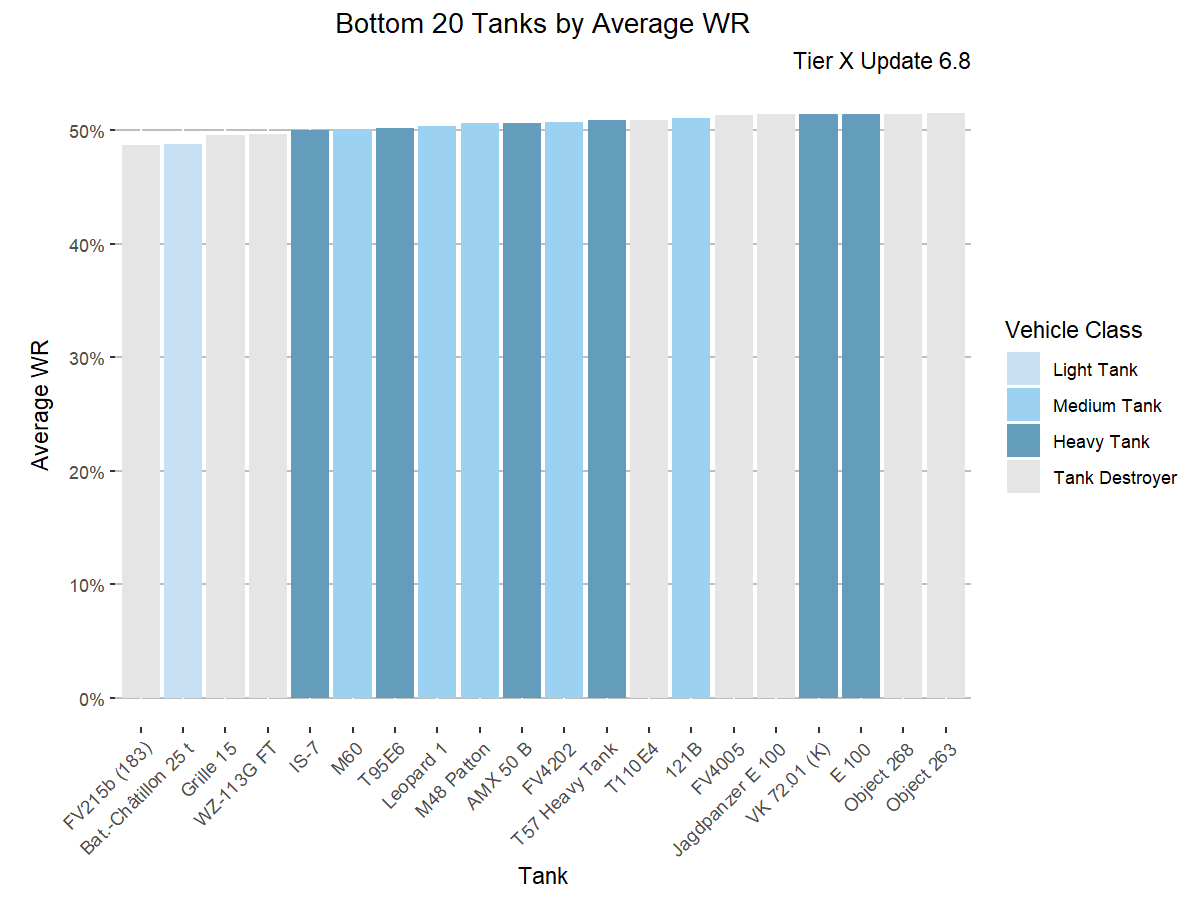 Bottom 20 Tanks by Average WR
Tier X Update 6.8
50%
40%
30%
20%
10%
0%
Average WR
FV215b (183)
Bat.-Châtillon 25 t
Grille 15
WZ-113G FT
IS-7
M60
T95E6
Leopard 1
M48 Patton
AMX 50 B
FV4202
T57 Heavy Tank
T110E4
121B
FV4005
Jagdpanzer E 100
VK 72.01 (K)
E 100
Object 268
Object 263
Tank
Vehicle Class
Light Tank
Medium Tank
Heavy Tank
Tank Destroyer